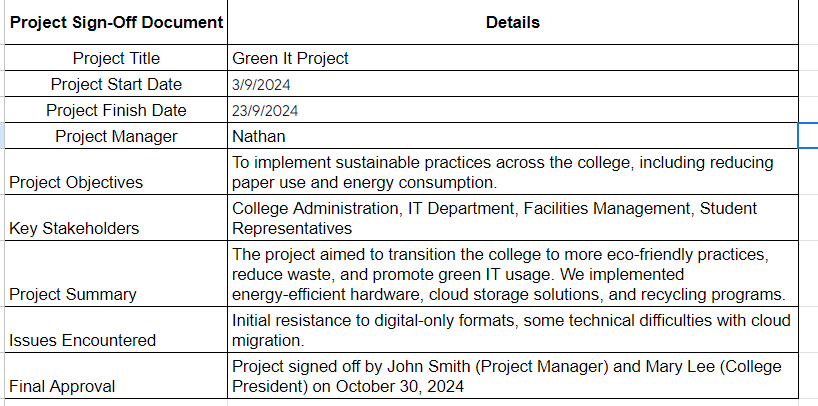 Project Sign-Off Document Details
Project Title Green It Project
Project Start Date 3/9/2024
Project Finish Date 23/9/2024
Project Manager Nathan
To implement sustainable practices across the college, including reducing
Project Objectives paper use and energy consumption.
College Administration, IT Department, Facilities Management, Student
Key Stakeholders Representatives
The project aimed to transition the college to more eco-friendly practices,
reduce waste, and promote green IT usage. We implemented
Project Summary energy-efficient hardware, cloud storage solutions, and recycling programs.
Initial resistance to digital-only formats, some technical difficulties with cloud
Issues Encountered migration.
Project signed off by John Smith (Project Manager) and Mary Lee (College
Final Approval President) on October 30, 2024